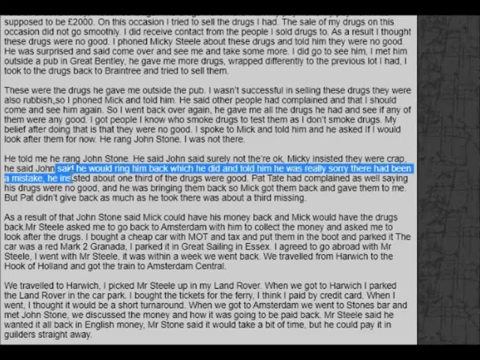 supposed to be £2000. On this occasion I tried to sell the drugs I had. The sale of my drugs on
occasion did not go smoothly. I did receive contact from the people I sold drugs to. As a result I thought
these drugs were no good. I phoned Micky Steele about these drugs and told him they were no good.
He was surprised and said come over and see me and take some more. I did go to see him, I met him
outside a pub in Great Bentley, he gave me more drugs, wrapped differently to the previous lot I had, I
took to the drugs back to Braintree and tried to sell them.
These were the drugs he gave me outside the pub. I wasn't successful in selling these drugs they were
also rubbish,so I phoned Mick and told him. He said other people had complained and that I should
come and see him again. So I went back over again, he gave me all the drugs he had and see if any of
them were any good. I got people I know who smoke drugs to test them as I don't smoke drugs. My
belief after doing that is that they were no good. I spoke to Mick and told him and he asked If I would
look after them for now. He rang John Stone. I was not there.
He told me he rang John Stone. He said John said surely not the're ok, Micky insisted they were crap,
he said John said he would ring him back which he did and told him he was really sorry there had been
a mistake, he insisted about one third of the drugs were good. Pat Tate had complained as well saying
his drugs were no good, and he was bringing them back so Mick got them back and gave them to me.
But Pat didn't give back as much as he took there was about a third missing.
As a result of that John Stone said Mick could have his money back and Mick would have the drugs
back.Mr Steele asked me to go back to Amsterdam with him to collect the money and asked me to
look after the drugs. I bought a cheap car with MOT and tax and put them in the boot and parked it The
car was a red Mark 2 Granada, I parked it in Great Sailing in Essex. I agreed to go abroad with Mr
Steele, I went with Mr Steele, it was within a week we went back. We travelled from Harwich to the
Hook of Holland and got the train to Amsterdam Central.
We travelled to Harwich, I picked Mr Steele up in my Land Rover. When we got to Harwich I parked
the Land Rover in the car park. I bought the tickets for the ferry, I think I paid by credit card. When I
went, I thought it would be a short turnaround. When we got to Amsterdam we went to Stones bar and
met John Stone, we discussed the money and how it was going to be paid back. Mr Steele said he
wanted it all back in English money, Mr Stone said it would take a bit of time, but he could pay it in
guilders straight away.